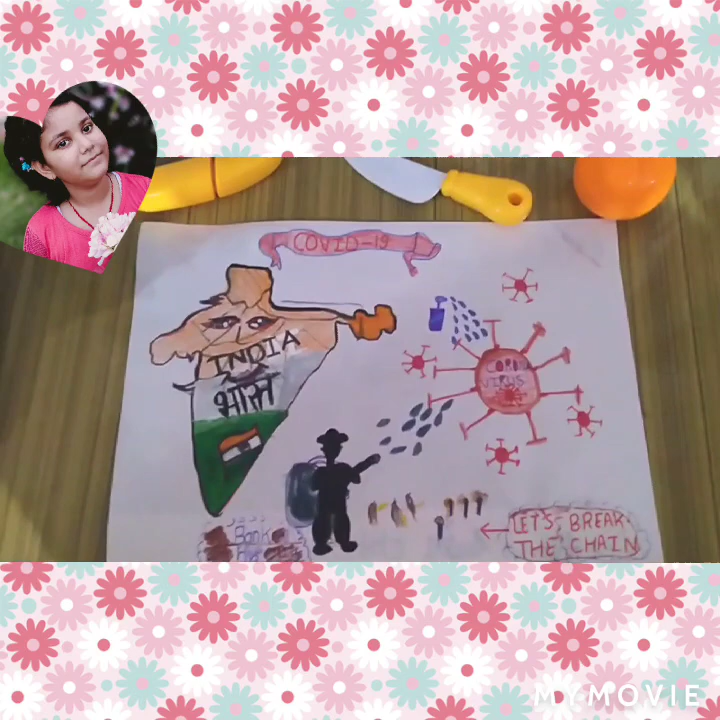 COVID-19
INDIA
भारत
CORONA
VIRUS
LET'S BREAK
THE CHAIN
MYMOVIE